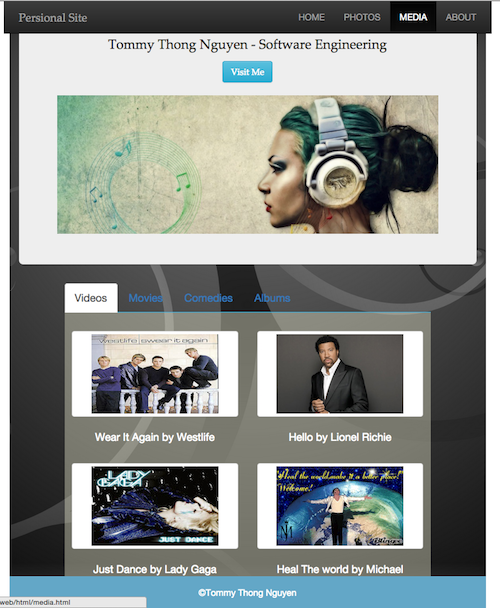 Persional Site
HOME PHOTOS MEDIA ABOUT
Tommy Thong Nguyen - Software Engineering
Visit Me
Videos Movies Comedies Albums
westlife swear it again
Wear It Again by Westlife
Hello by Lionel Richie
LADY
GAGA
JUST DANCE
Just Dance by Lady Gaga
Heal the world,make it a better place!
Welcome!
Heal The world by Michael
©Tommy Thong Nguyen
web/html/media.html